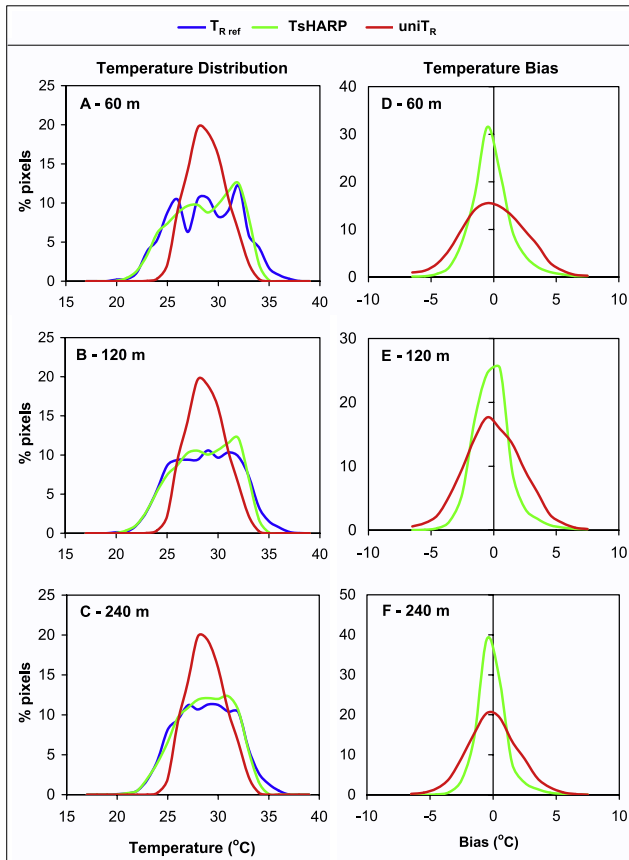 T_R ref TsHARP uniT_R
Temperature Distribution
Temperature Bias
A - 60 m
% pixels
25
20
15
10
5
0
15 20 25 30 35 40
D - 60 m
40
30
20
10
0
-10 -5 0 5 10
B - 120 m
% pixels
25
20
15
10
5
0
15 20 25 30 35 40
E - 120 m
30
20
10
0
-10 -5 0 5 10
C - 240 m
% pixels
25
20
15
10
5
0
15 20 25 30 35 40
Temperature (°C)
F - 240 m
50
40
30
20
10
0
-10 -5 0 5 10
Bias (°C)